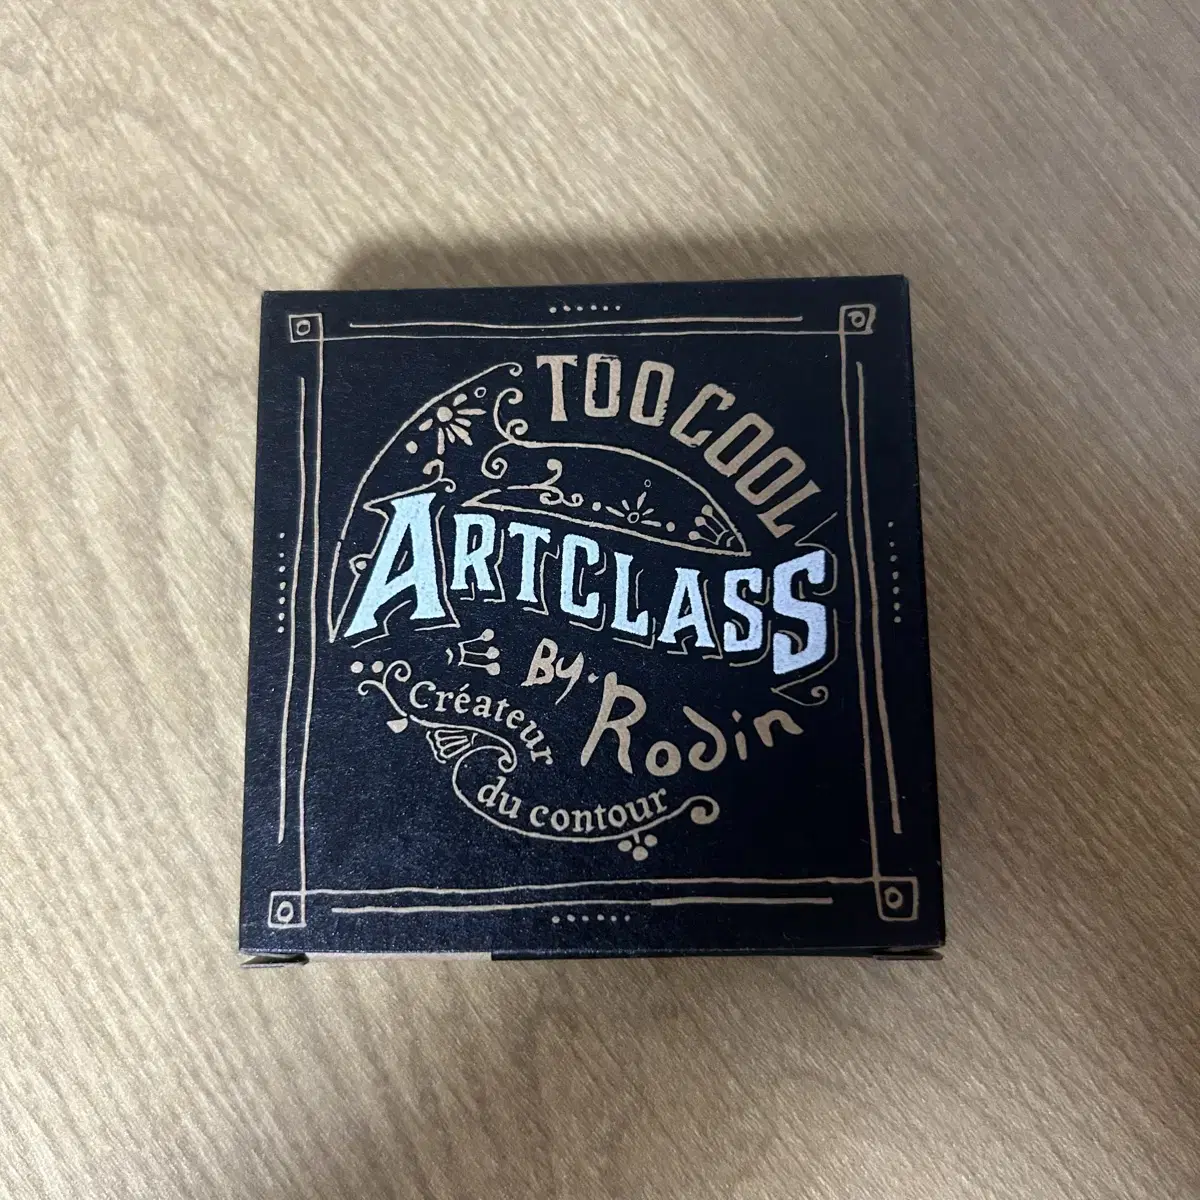 TOO COOL
ARTCLASS
By. Rodin
Créateur
du contour